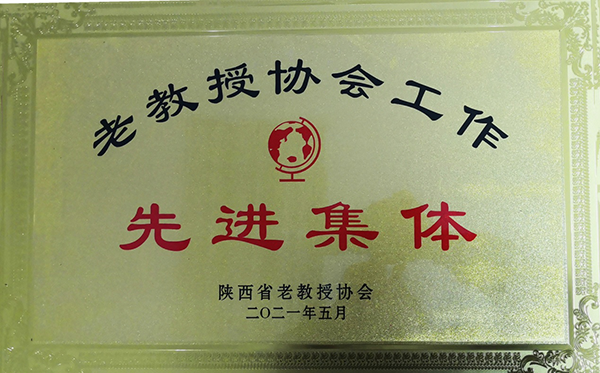 老教授协会工作
先进集体
陕西省老教授协会
二〇二一年五月